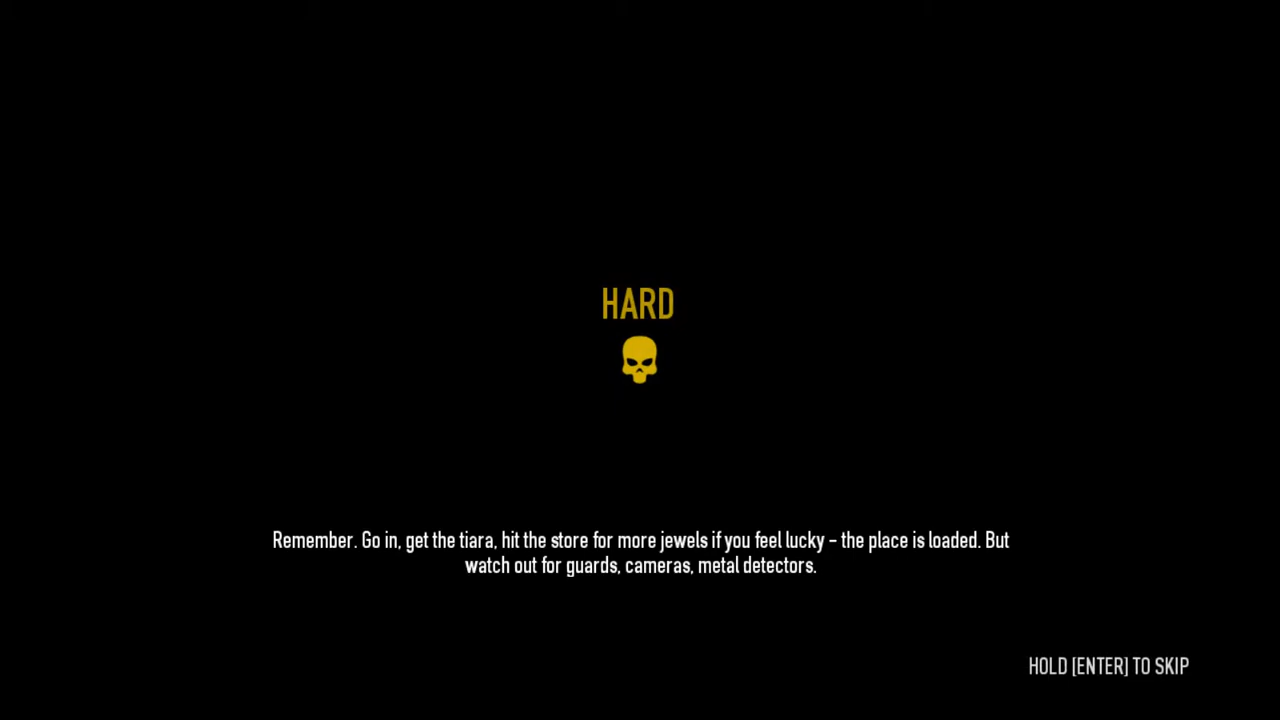 HARD
Remember. Go in, get the tiara, hit the store for more jewels if you feel lucky - the place is loaded. But
watch out for guards, cameras, metal detectors.
HOLD [ENTER] TO SKIP